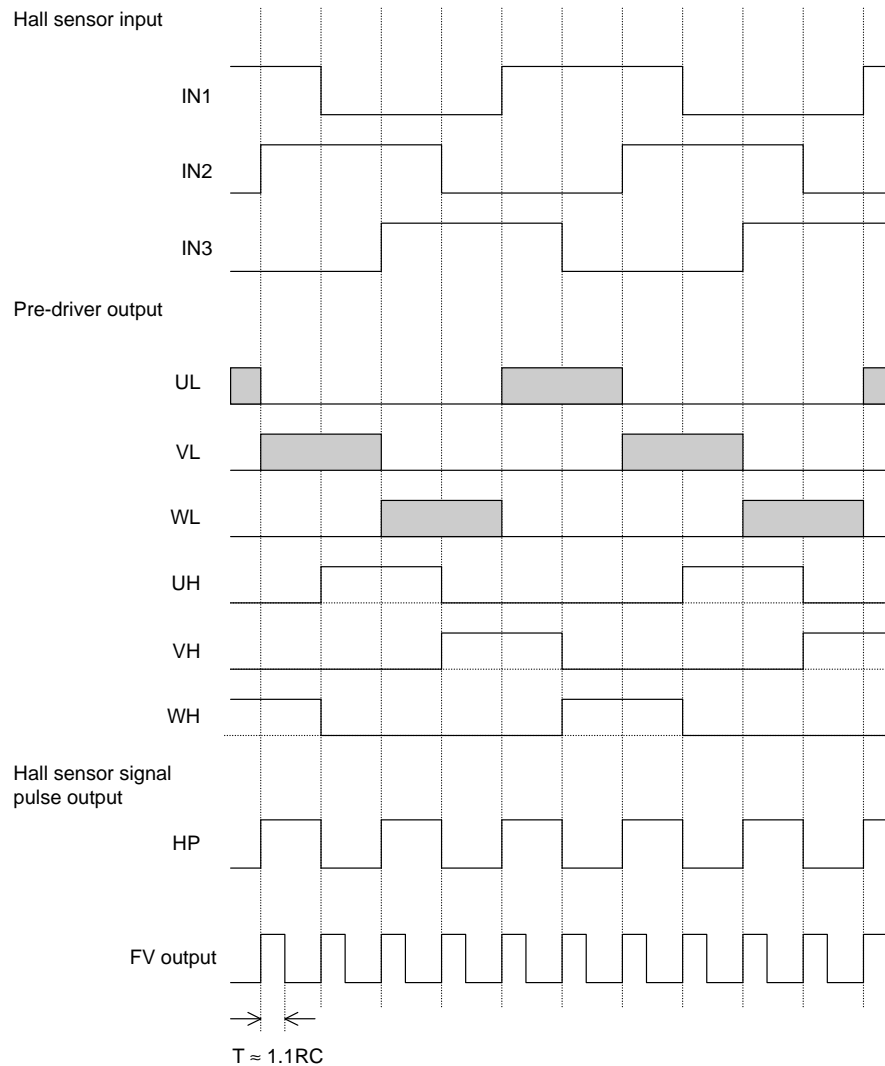 Hall sensor input
IN1
IN2
IN3
Pre-driver output
UL
VL
WL
UH
VH
WH
Hall sensor signal
pulse output
HP
FV output
T ≈ 1.1RC